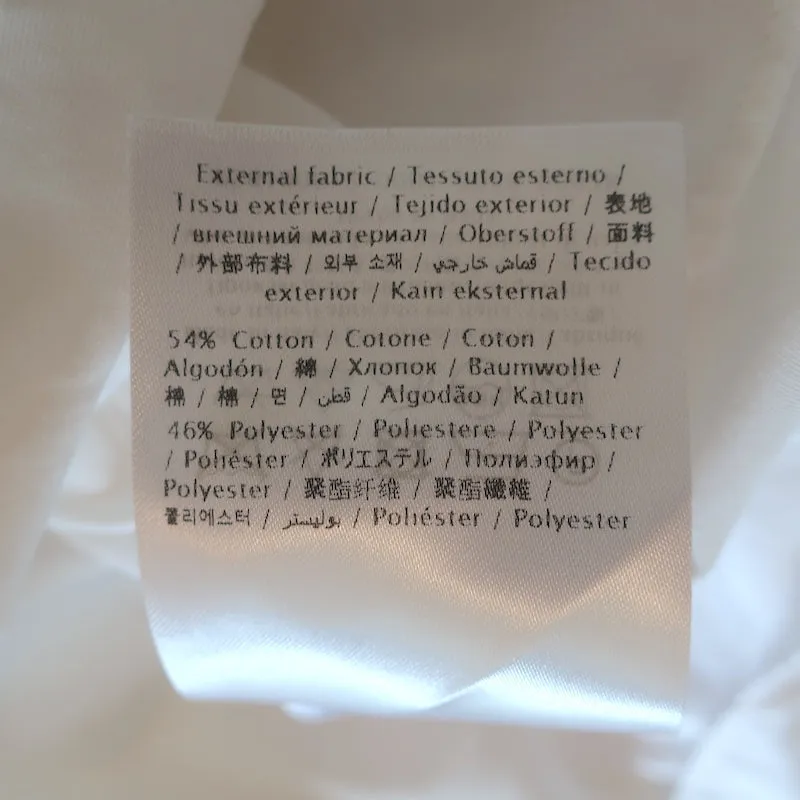 External fabric / Tessuto esterno /
Tissu extérieur / Tejido exterior / 表地
/ внешний материал / Oberstoff / 面料
/ 外部布料 / 외부 소재 / قماش خارجي / Tecido
exterior / Kain eksternal
54% Cotton / Cotone / Coton /
Algodón / 綿 / Хлопок / Baumwolle /
棉 / 棉 / 면 / قطن / Algodão / Katun
46% Polyester / Poliestere / Polyester
/ Poliéster / ポリエステル / Полиэфир /
Polyester / 聚酯纤维 / 聚酯纖維 /
폴리에스터 / بوليستر / Poliéster / Polyester